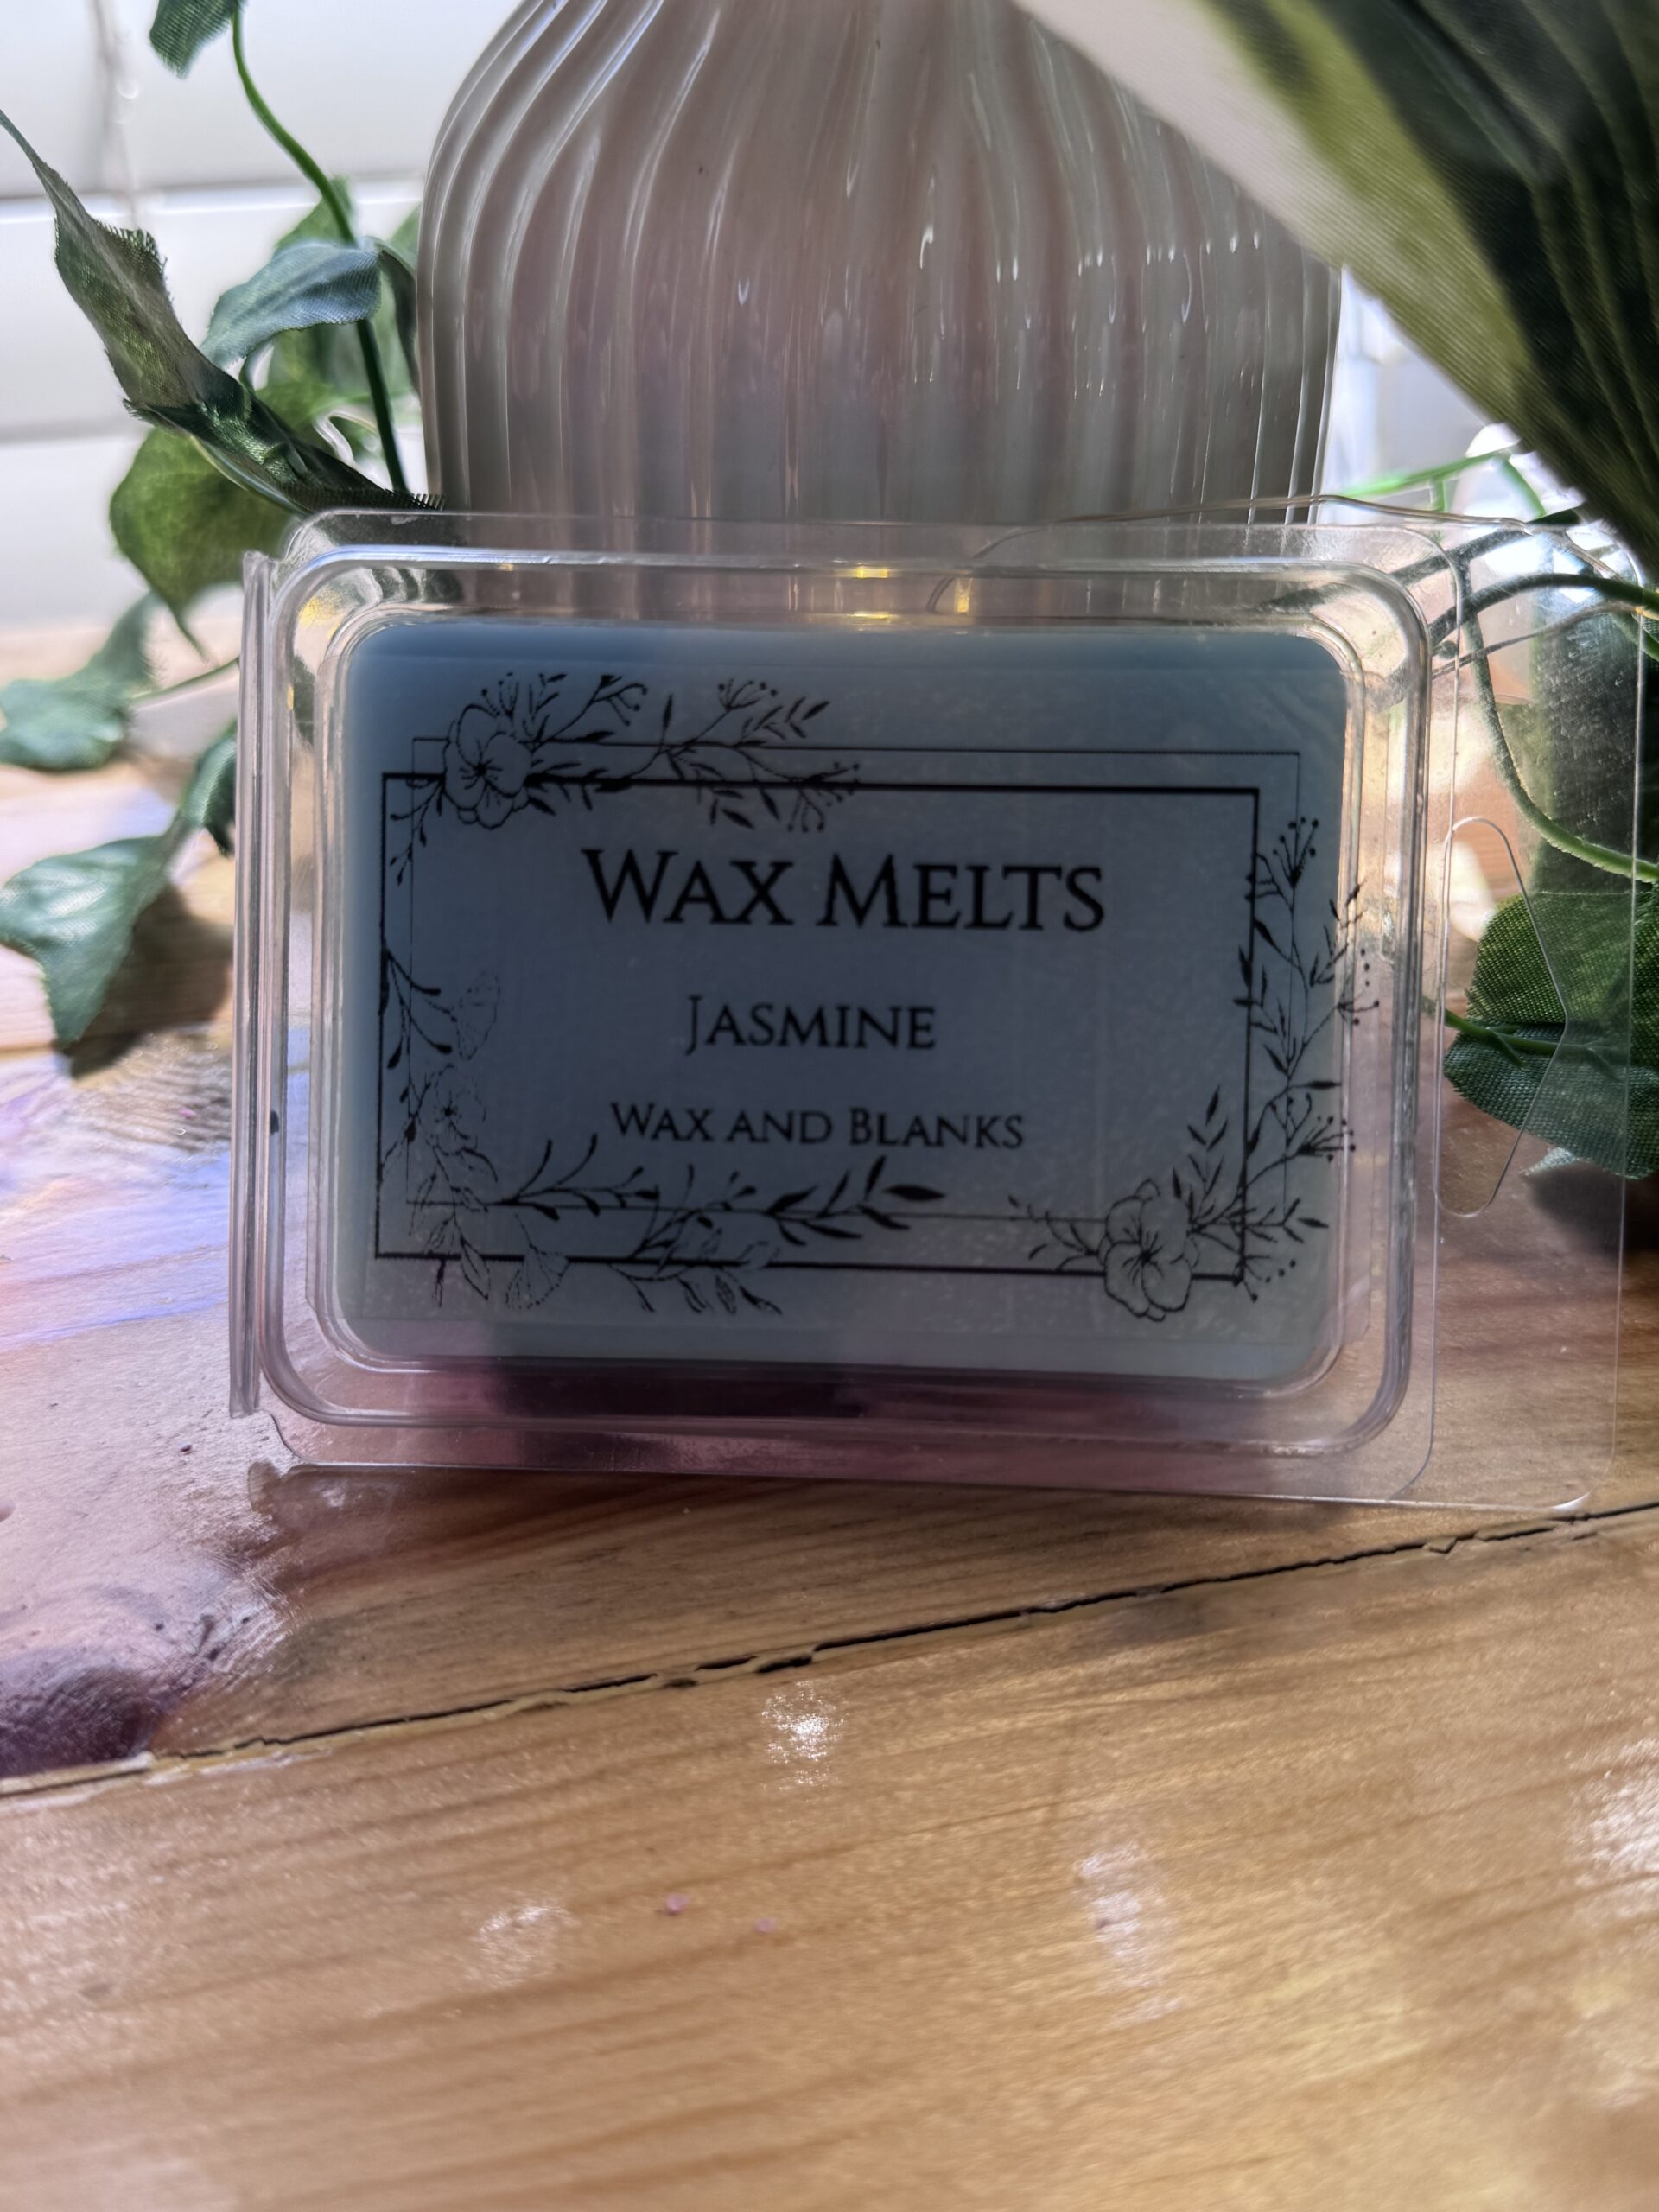 Wax Melts
Jasmine
Wax and Blanks